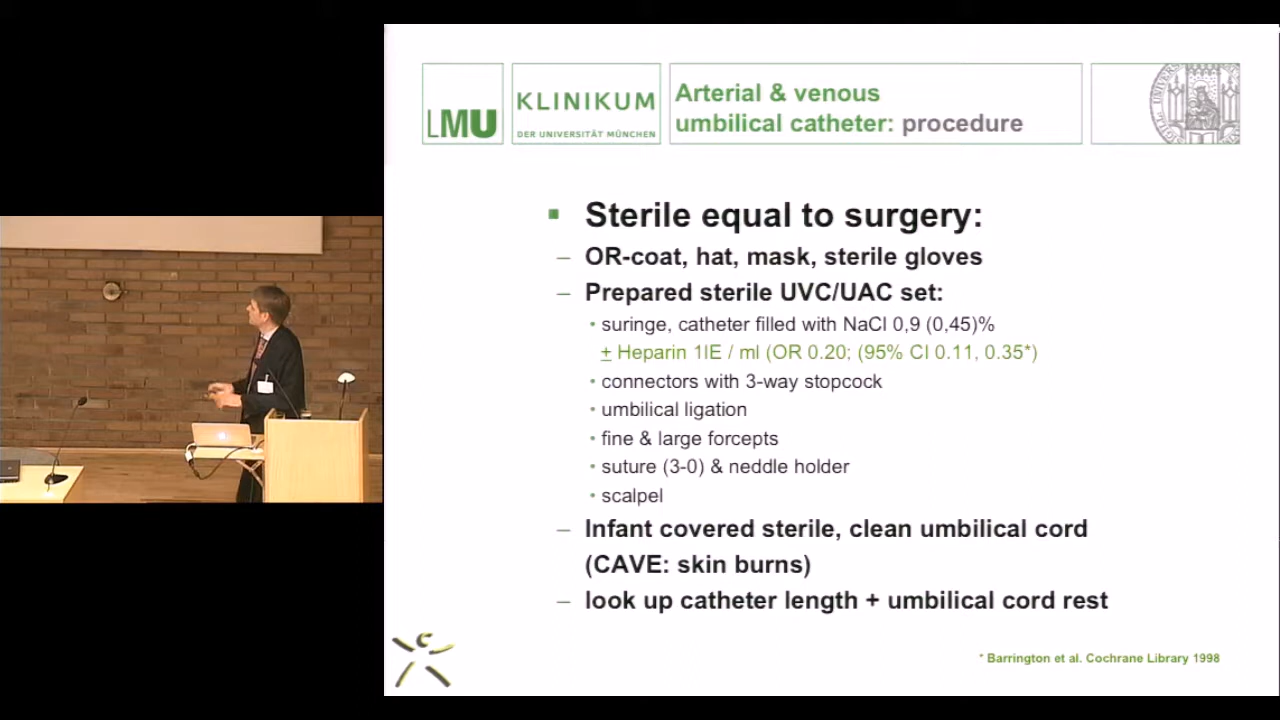 LMU
KLINIKUM
DER UNIVERSITÄT MÜNCHEN
Arterial & venous
umbilical catheter: procedure
▪ Sterile equal to surgery:
– OR-coat, hat, mask, sterile gloves
– Prepared sterile UVC/UAC set:
• suringe, catheter filled with NaCl 0,9 (0,45)%
+ Heparin 1IE / ml (OR 0.20; (95% CI 0.11, 0.35*)
• connectors with 3-way stopcock
• umbilical ligation
• fine & large forcepts
• suture (3-0) & neddle holder
• scalpel
– Infant covered sterile, clean umbilical cord
(CAVE: skin burns)
– look up catheter length + umbilical cord rest
* Barrington et al. Cochrane Library 1998